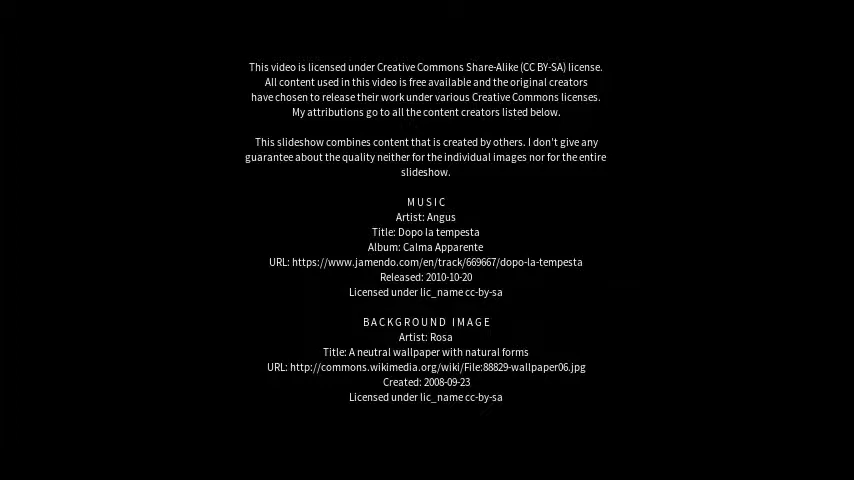 This video is licensed under Creative Commons Share-Alike (CC BY-SA) license.
All content used in this video is free available and the original creators
have chosen to release their work under various Creative Commons licenses.
My attributions go to all the content creators listed below.
This slideshow combines content that is created by others. I don't give any
guarantee about the quality neither for the individual images nor for the entire
slideshow.
MUSIC
Artist: Angus
Title: Dopo la tempesta
Album: Calma Apparente
URL: https://www.jamendo.com/en/track/669667/dopo-la-tempesta
Released: 2010-10-20
Licensed under lic_name cc-by-sa
BACKGROUND IMAGE
Artist: Rosa
Title: A neutral wallpaper with natural forms
URL: http://commons.wikimedia.org/wiki/File:88829-wallpaper06.jpg
Created: 2008-09-23
Licensed under lic_name cc-by-sa